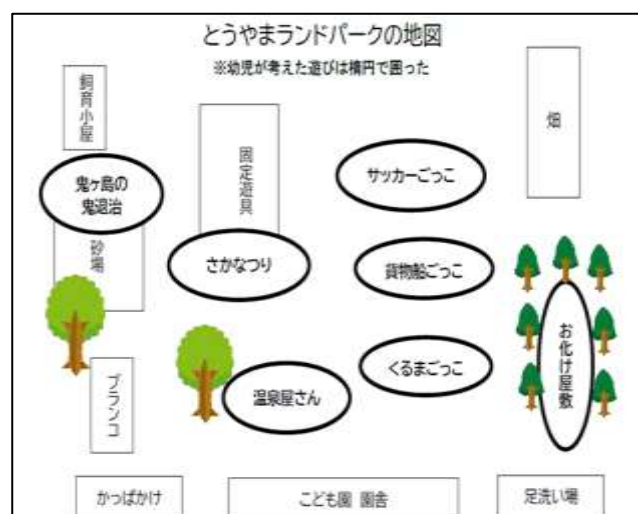 とうやまランドパークの地図
※幼児が考えた遊びは楕円で囲った
飼育小屋
畑
固定遊具
鬼ヶ島の
鬼退治
サッカーごっこ
砂場
さかなつり
貨物船ごっこ
お化け屋敷
ブランコ
温泉屋さん
くるまごっこ
かっぱかけ
こども園 園舎
足洗い場